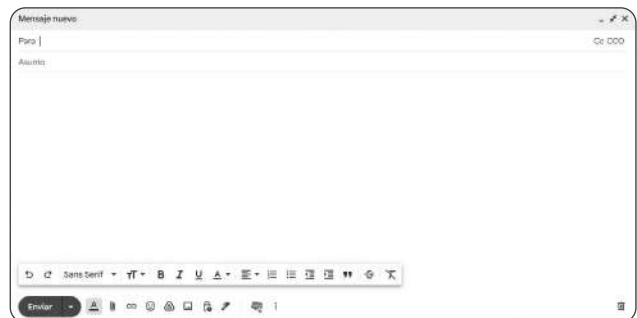 Mensaje nuevo
Para Cc CCO
Asunto
Sans Serif
Enviar